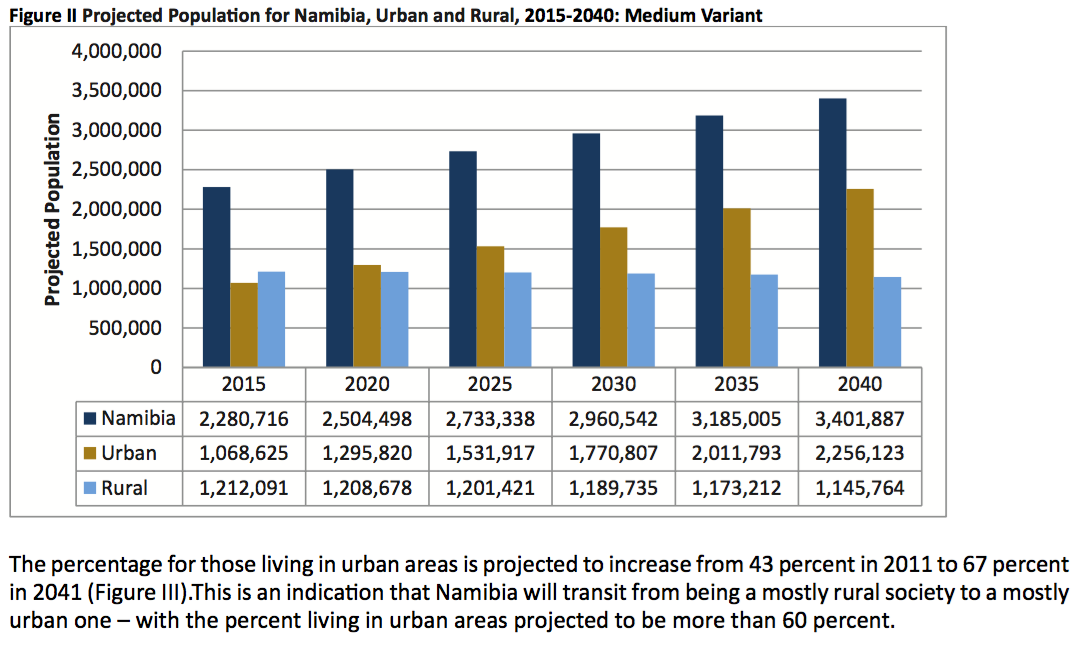 Figure II Projected Population for Namibia, Urban and Rural, 2015-2040: Medium Variant
4,000,000
3,500,000
3,000,000
2,500,000
2,000,000
1,500,000
1,000,000
500,000
0
Projected Population
2015 2020 2025 2030 2035 2040
Namibia 2,280,716 2,504,498 2,733,338 2,960,542 3,185,005 3,401,887
Urban 1,068,625 1,295,820 1,531,917 1,770,807 2,011,793 2,256,123
Rural 1,212,091 1,208,678 1,201,421 1,189,735 1,173,212 1,145,764
The percentage for those living in urban areas is projected to increase from 43 percent in 2011 to 67 percent
in 2041 (Figure III).This is an indication that Namibia will transit from being a mostly rural society to a mostly
urban one – with the percent living in urban areas projected to be more than 60 percent.